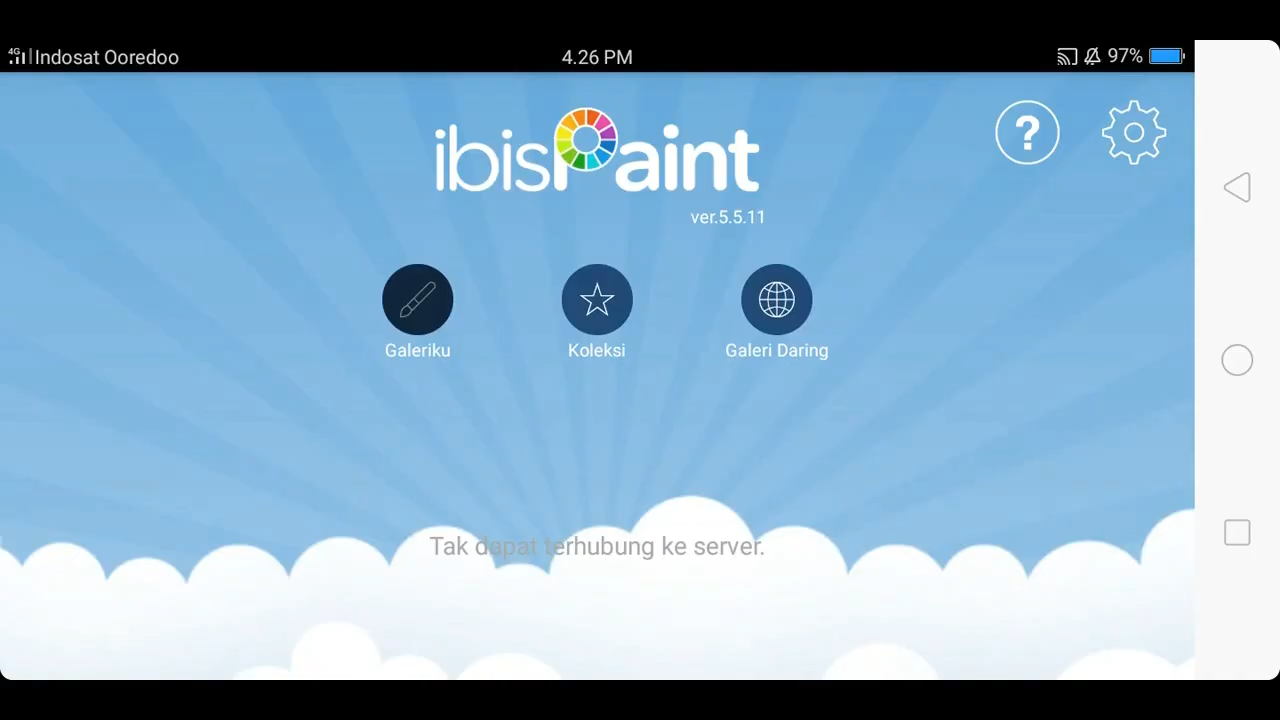 4G Indosat Ooredoo 4.26 PM 97%
ibisPaint
?
ver.5.5.11
Galeriku Koleksi Galeri Daring
Tak dapat terhubung ke server.